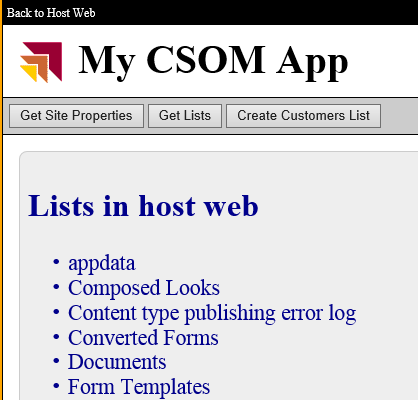 Back to Host Web
My CSOM App
Get Site Properties Get Lists Create Customers List
Lists in host web
• appdata
• Composed Looks
• Content type publishing error log
• Converted Forms
• Documents
• Form Templates